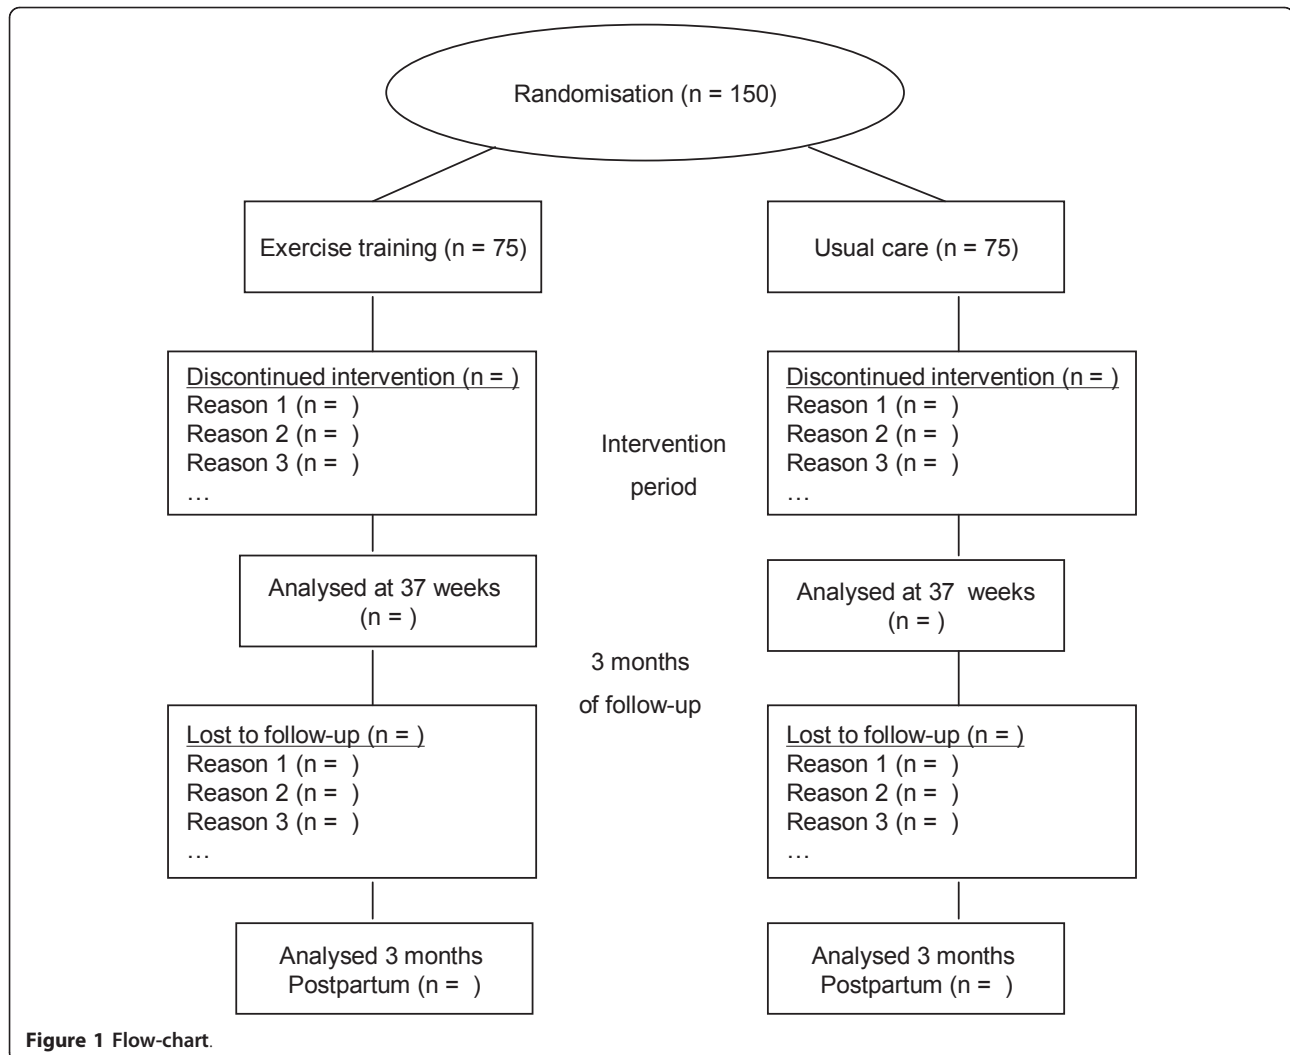 Randomisation (n = 150)
Exercise training (n = 75)
Usual care (n = 75)
Discontinued intervention (n = )
Reason 1 (n =  )
Reason 2 (n =  )
Reason 3 (n =  )
…
Discontinued intervention (n = )
Reason 1 (n =  )
Reason 2 (n =  )
Reason 3 (n =  )
…
Intervention
period
Analysed at 37 weeks
(n = )
Analysed at 37  weeks
(n = )
3 months
of follow-up
Lost to follow-up (n = )
Reason 1 (n =  )
Reason 2 (n =  )
Reason 3 (n =  )
…
Lost to follow-up (n = )
Reason 1 (n =  )
Reason 2 (n =  )
Reason 3 (n =  )
…
Analysed 3 months
Postpartum (n =  )
Analysed 3 months
Postpartum (n =  )
Figure 1 Flow-chart.